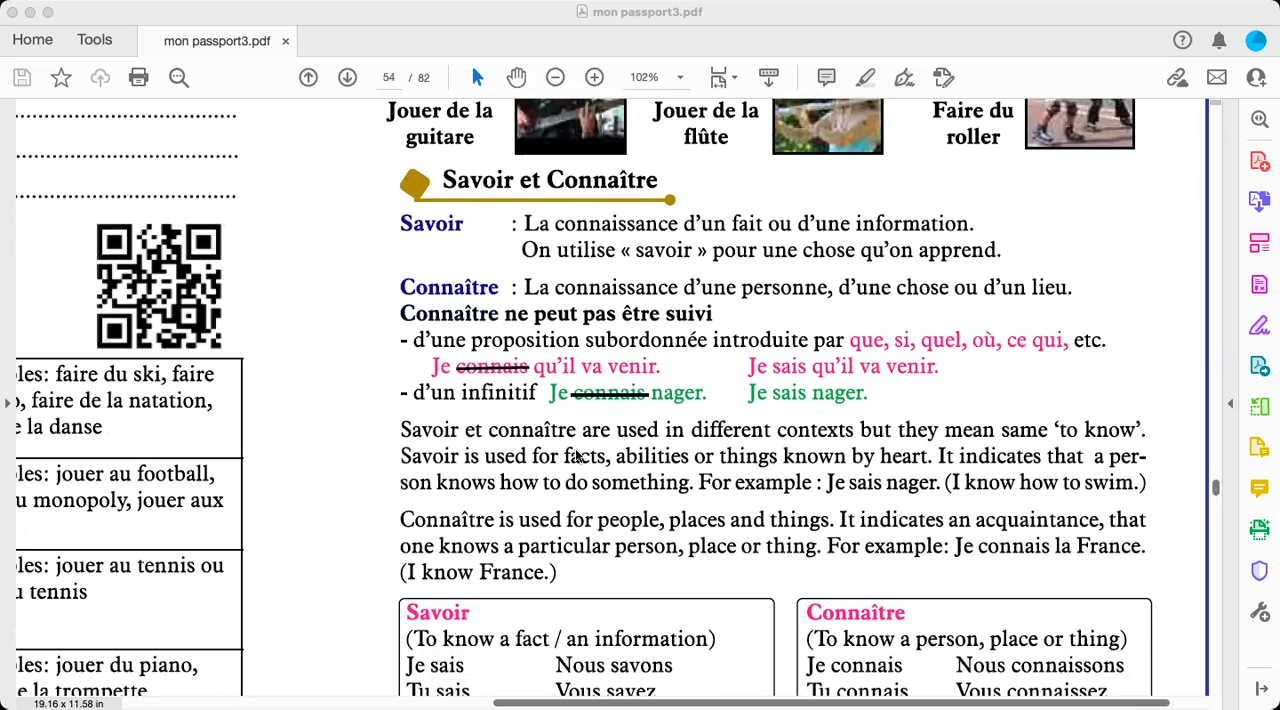 mon passport3.pdf
Home Tools mon passport3.pdf ×
54 / 82 102%
Jouer de la
guitare
Jouer de la
flûte
Faire du
roller
Savoir et Connaître
Savoir : La connaissance d'un fait ou d'une information.
On utilise « savoir » pour une chose qu'on apprend.
Connaître : La connaissance d'une personne, d'une chose ou d'un lieu.
Connaître ne peut pas être suivi
- d'une proposition subordonnée introduite par que, si, quel, où, ce qui, etc.
Je connais qu'il va venir. Je sais qu'il va venir.
- d'un infinitif Je connais nager. Je sais nager.
Savoir et connaître are used in different contexts but they mean same 'to know'.
Savoir is used for facts, abilities or things known by heart. It indicates that a per-
son knows how to do something. For example : Je sais nager. (I know how to swim.)
Connaître is used for people, places and things. It indicates an acquaintance, that
one knows a particular person, place or thing. For example: Je connais la France.
(I know France.)
Savoir
(To know a fact / an information)
Je sais Nous savons
Tu sais Vous savez
Connaître
(To know a person, place or thing)
Je connais Nous connaissons
Tu connais Vous connaissez
les: faire du ski, faire
o, faire de la natation,
e la danse
les: jouer au football,
u monopoly, jouer aux
les: jouer au tennis ou
u tennis
les: jouer du piano,
e la trompette
19.16 x 11.58 in